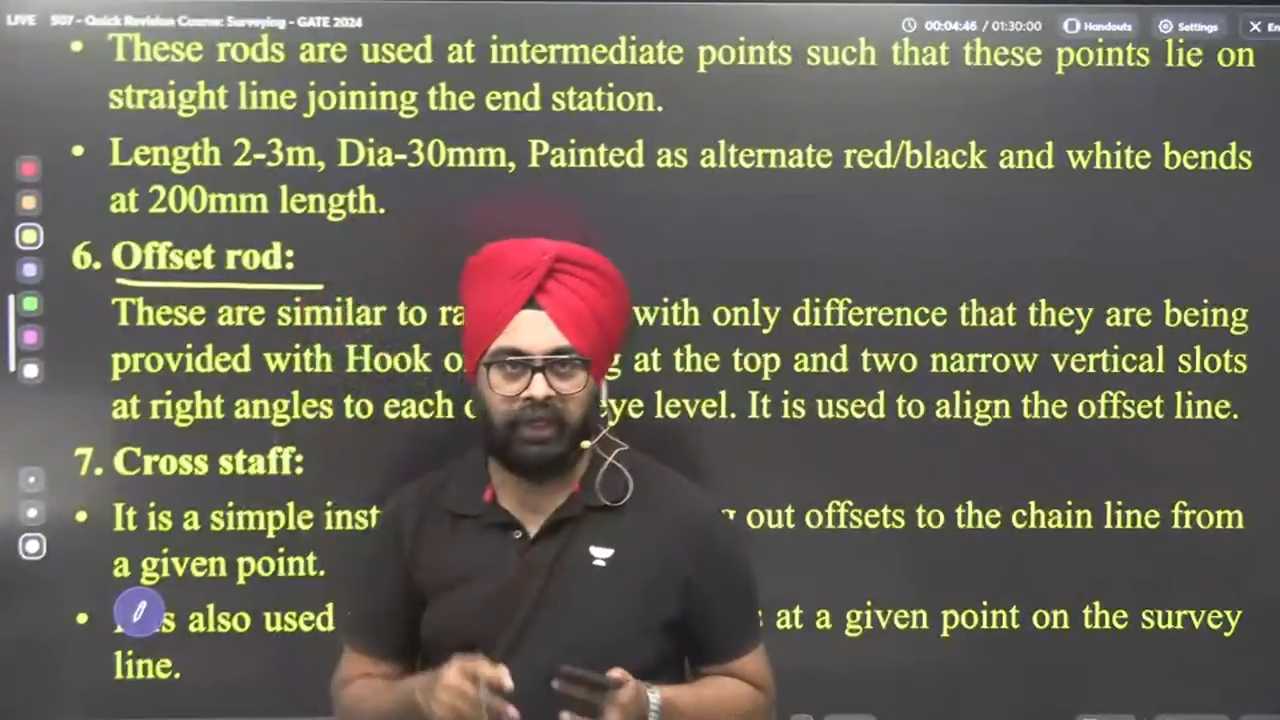 LIVE 507 - Quick Revision Course: Surveying - GATE 2024 00:04:46 / 01:30:00 Handouts Settings
• These rods are used at intermediate points such that these points lie on
straight line joining the end station.
• Length 2-3m, Dia-30mm, Painted as alternate red/black and white bends
at 200mm length.
6. Offset rod:
These are similar to with only difference that they are being
provided with Hook at the top and two narrow vertical slots
at right angles to each eye level. It is used to align the offset line.
7. Cross staff:
• It is a simple out offsets to the chain line from
a given point.
• also used at a given point on the survey
line.